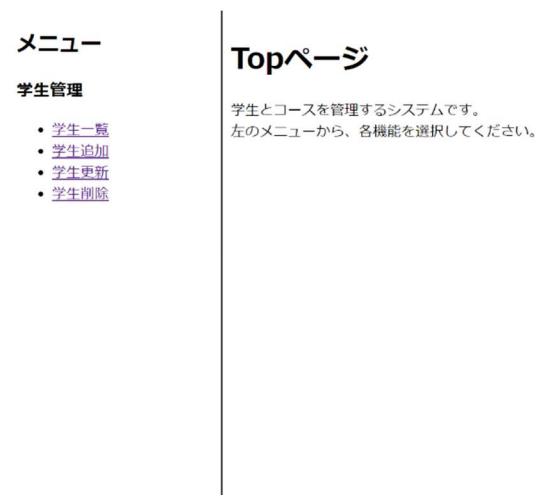 メニュー
学生管理
学生一覧
学生追加
学生更新
学生削除
Topページ
学生とコースを管理するシステムです。
左のメニューから、各機能を選択してください。